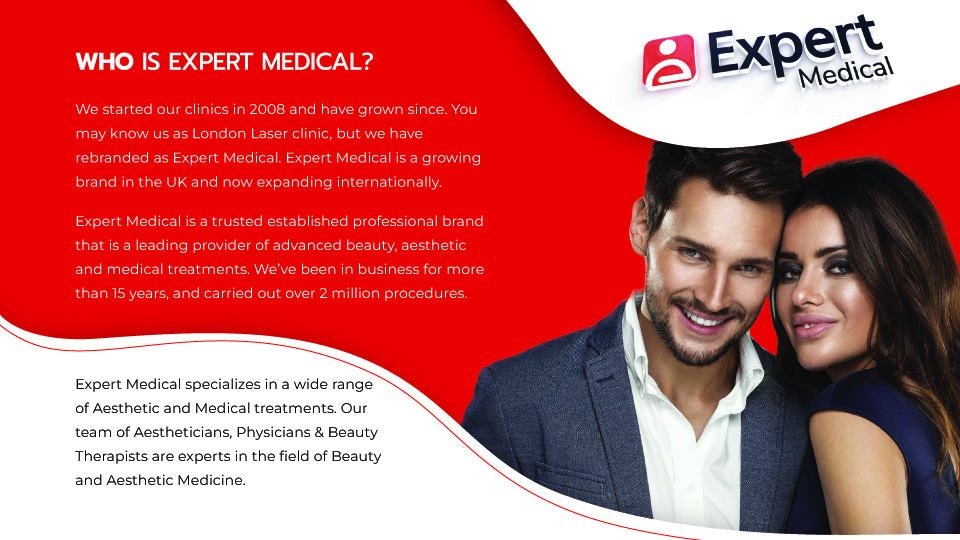 WHO IS EXPERT MEDICAL?
We started our clinics in 2008 and have grown since. You
may know us as London Laser clinic, but we have
rebranded as Expert Medical. Expert Medical is a growing
brand in the UK and now expanding internationally.
Expert Medical is a trusted established professional brand
that is a leading provider of advanced beauty, aesthetic
and medical treatments. We’ve been in business for more
than 15 years, and carried out over 2 million procedures.
Expert Medical specializes in a wide range
of Aesthetic and Medical treatments. Our
team of Aestheticians, Physicians & Beauty
Therapists are experts in the field of Beauty
and Aesthetic Medicine.
Expert
Medical